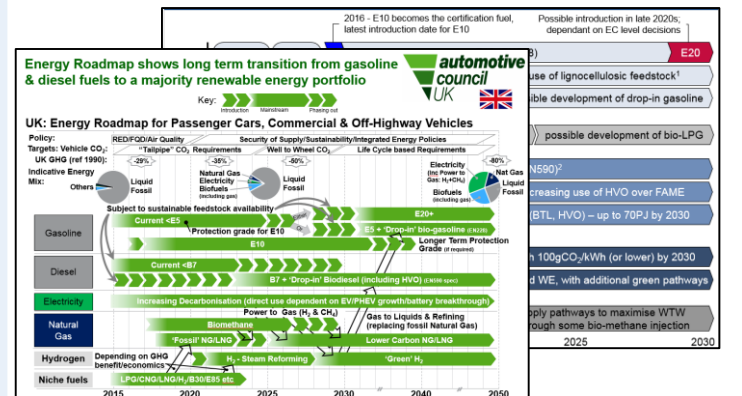 2016 - E10 becomes the certification fuel,
latest introduction date for E10
Possible introduction in late 2020s;
dependant on EC level decisions
E20
use of lignocellulosic feedstock¹
possible development of bio-LPG
creasing use of HVO over FAME
(BTL, HVO) – up to 70PJ by 2030
100gCO₂/kWh (or lower) by 2030
d WE, with additional green pathways
pply pathways to maximise WTW
rough some bio-methane injection
2025
2030
Energy Roadmap shows long term transition from gasoline
& diesel fuels to a majority renewable energy portfolio
automotive
council
UK
Key:
Introduction
Mainstream
Phasing out
UK: Energy Roadmap for Passenger Cars, Commercial & Off-Highway Vehicles
Policy:
RED/FQD/Air Quality
Security of Supply/Sustainability/Integrated Energy Policies
Targets: Vehicle CO₂:
"Tailpipe" CO₂ Requirements
Well to Wheel CO₂
Life Cycle based Requirements
UK GHG (ref 1990):
-29%
-35%
-50%
-80%
Indicative Energy
Mix:
Others
Liquid
Fossil
Natural Gas
Electricity
Biofuels
(including gas)
Liquid
Fossil
Electricity
(Inc Power to
Gas: H₂+CH₄)
Biofuels
(including gas)
Nat Gas
Liquid
Fossil
Subject to sustainable feedstock availability
Gasoline
Current <E5
Protection grade for E10
E10
E20+
E5 + 'Drop-in' bio-gasoline (EN228)
Longer Term Protection
Grade (if required)
Diesel
Current <B7
B7 + 'Drop-in' Biodiesel (including HVO) (EN590 spec)
Electricity
Increasing Decarbonisation (direct use dependent on EV/PHEV growth/battery breakthrough)
Natural
Gas
Power to Gas (H₂ & CH₄)
Biomethane
'Fossil' NG/LNG
Gas to Liquids & Refining
(replacing fossil Natural Gas)
Lower Carbon NG/LNG
Hydrogen
Depending on GHG
benefit/economics
H₂ - Steam Reforming
'Green' H₂
Niche fuels
LPG/CNG/LNG/H₂/B30/E85 etc
2015
2020
2025
2030
2040
2050